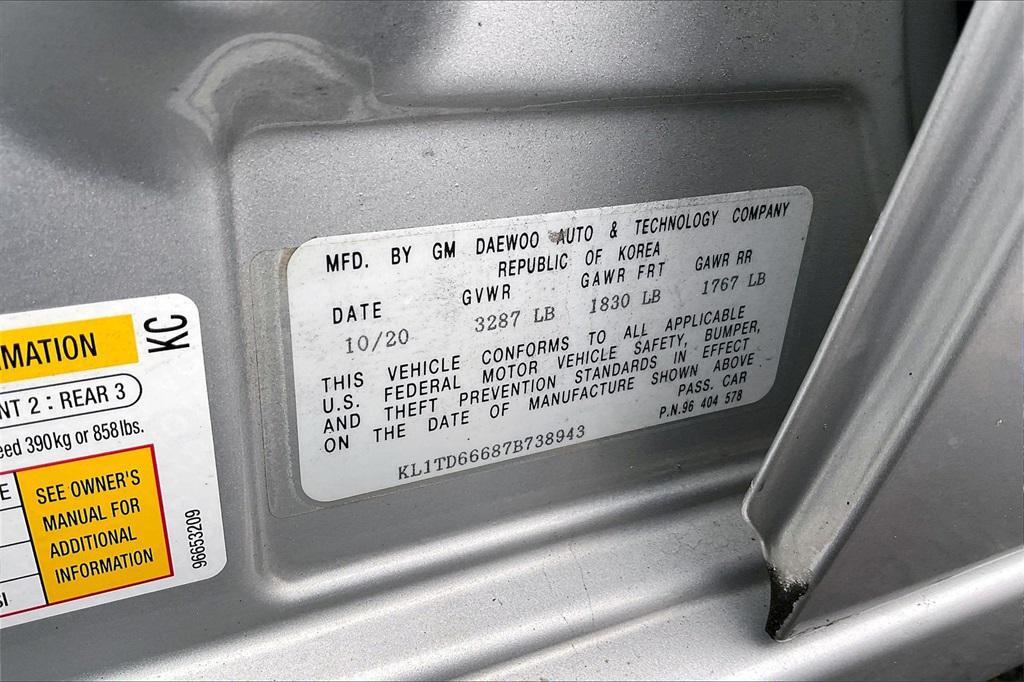 MATION
KC
NT 2 : REAR 3
eed 390kg or 858lbs.
E
SEE OWNER'S
MANUAL FOR
ADDITIONAL
INFORMATION
SI
96653209
MFD. BY GM DAEWOO AUTO & TECHNOLOGY COMPANY
REPUBLIC OF KOREA
DATE GVWR GAWR FRT GAWR RR
10/20 3287 LB 1830 LB 1767 LB
THIS VEHICLE CONFORMS TO ALL APPLICABLE
U.S. FEDERAL MOTOR VEHICLE SAFETY, BUMPER,
AND THEFT PREVENTION STANDARDS IN EFFECT
ON THE DATE OF MANUFACTURE SHOWN ABOVE
PASS. CAR
P.N.96 404 578
KL1TD66687B738943